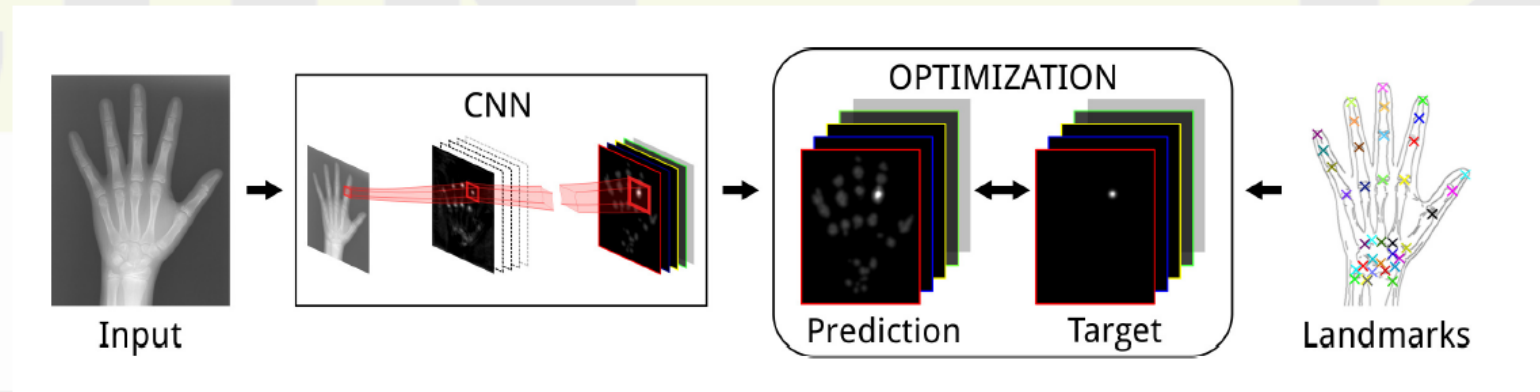 CNN
OPTIMIZATION
Input
Prediction
Target
Landmarks